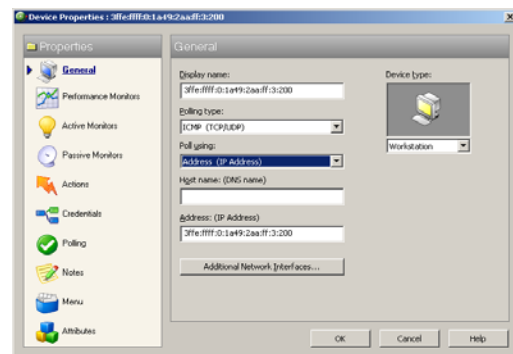 Device Properties : 3ffe:ffff:0:1a49:2aa:ff:3:200
Properties
General
Performance Monitors
Active Monitors
Passive Monitors
Actions
Credentials
Polling
Notes
Menu
Attributes
General
Display name:
3ffe:ffff:0:1a49:2aa:ff:3:200
Polling type:
ICMP (TCP/UDP)
Poll using:
Address (IP Address)
Host name: (DNS name)
Address: (IP Address)
3ffe:ffff:0:1a49:2aa:ff:3:200
Additional Network Interfaces...
Device type:
Workstation
OK
Cancel
Help